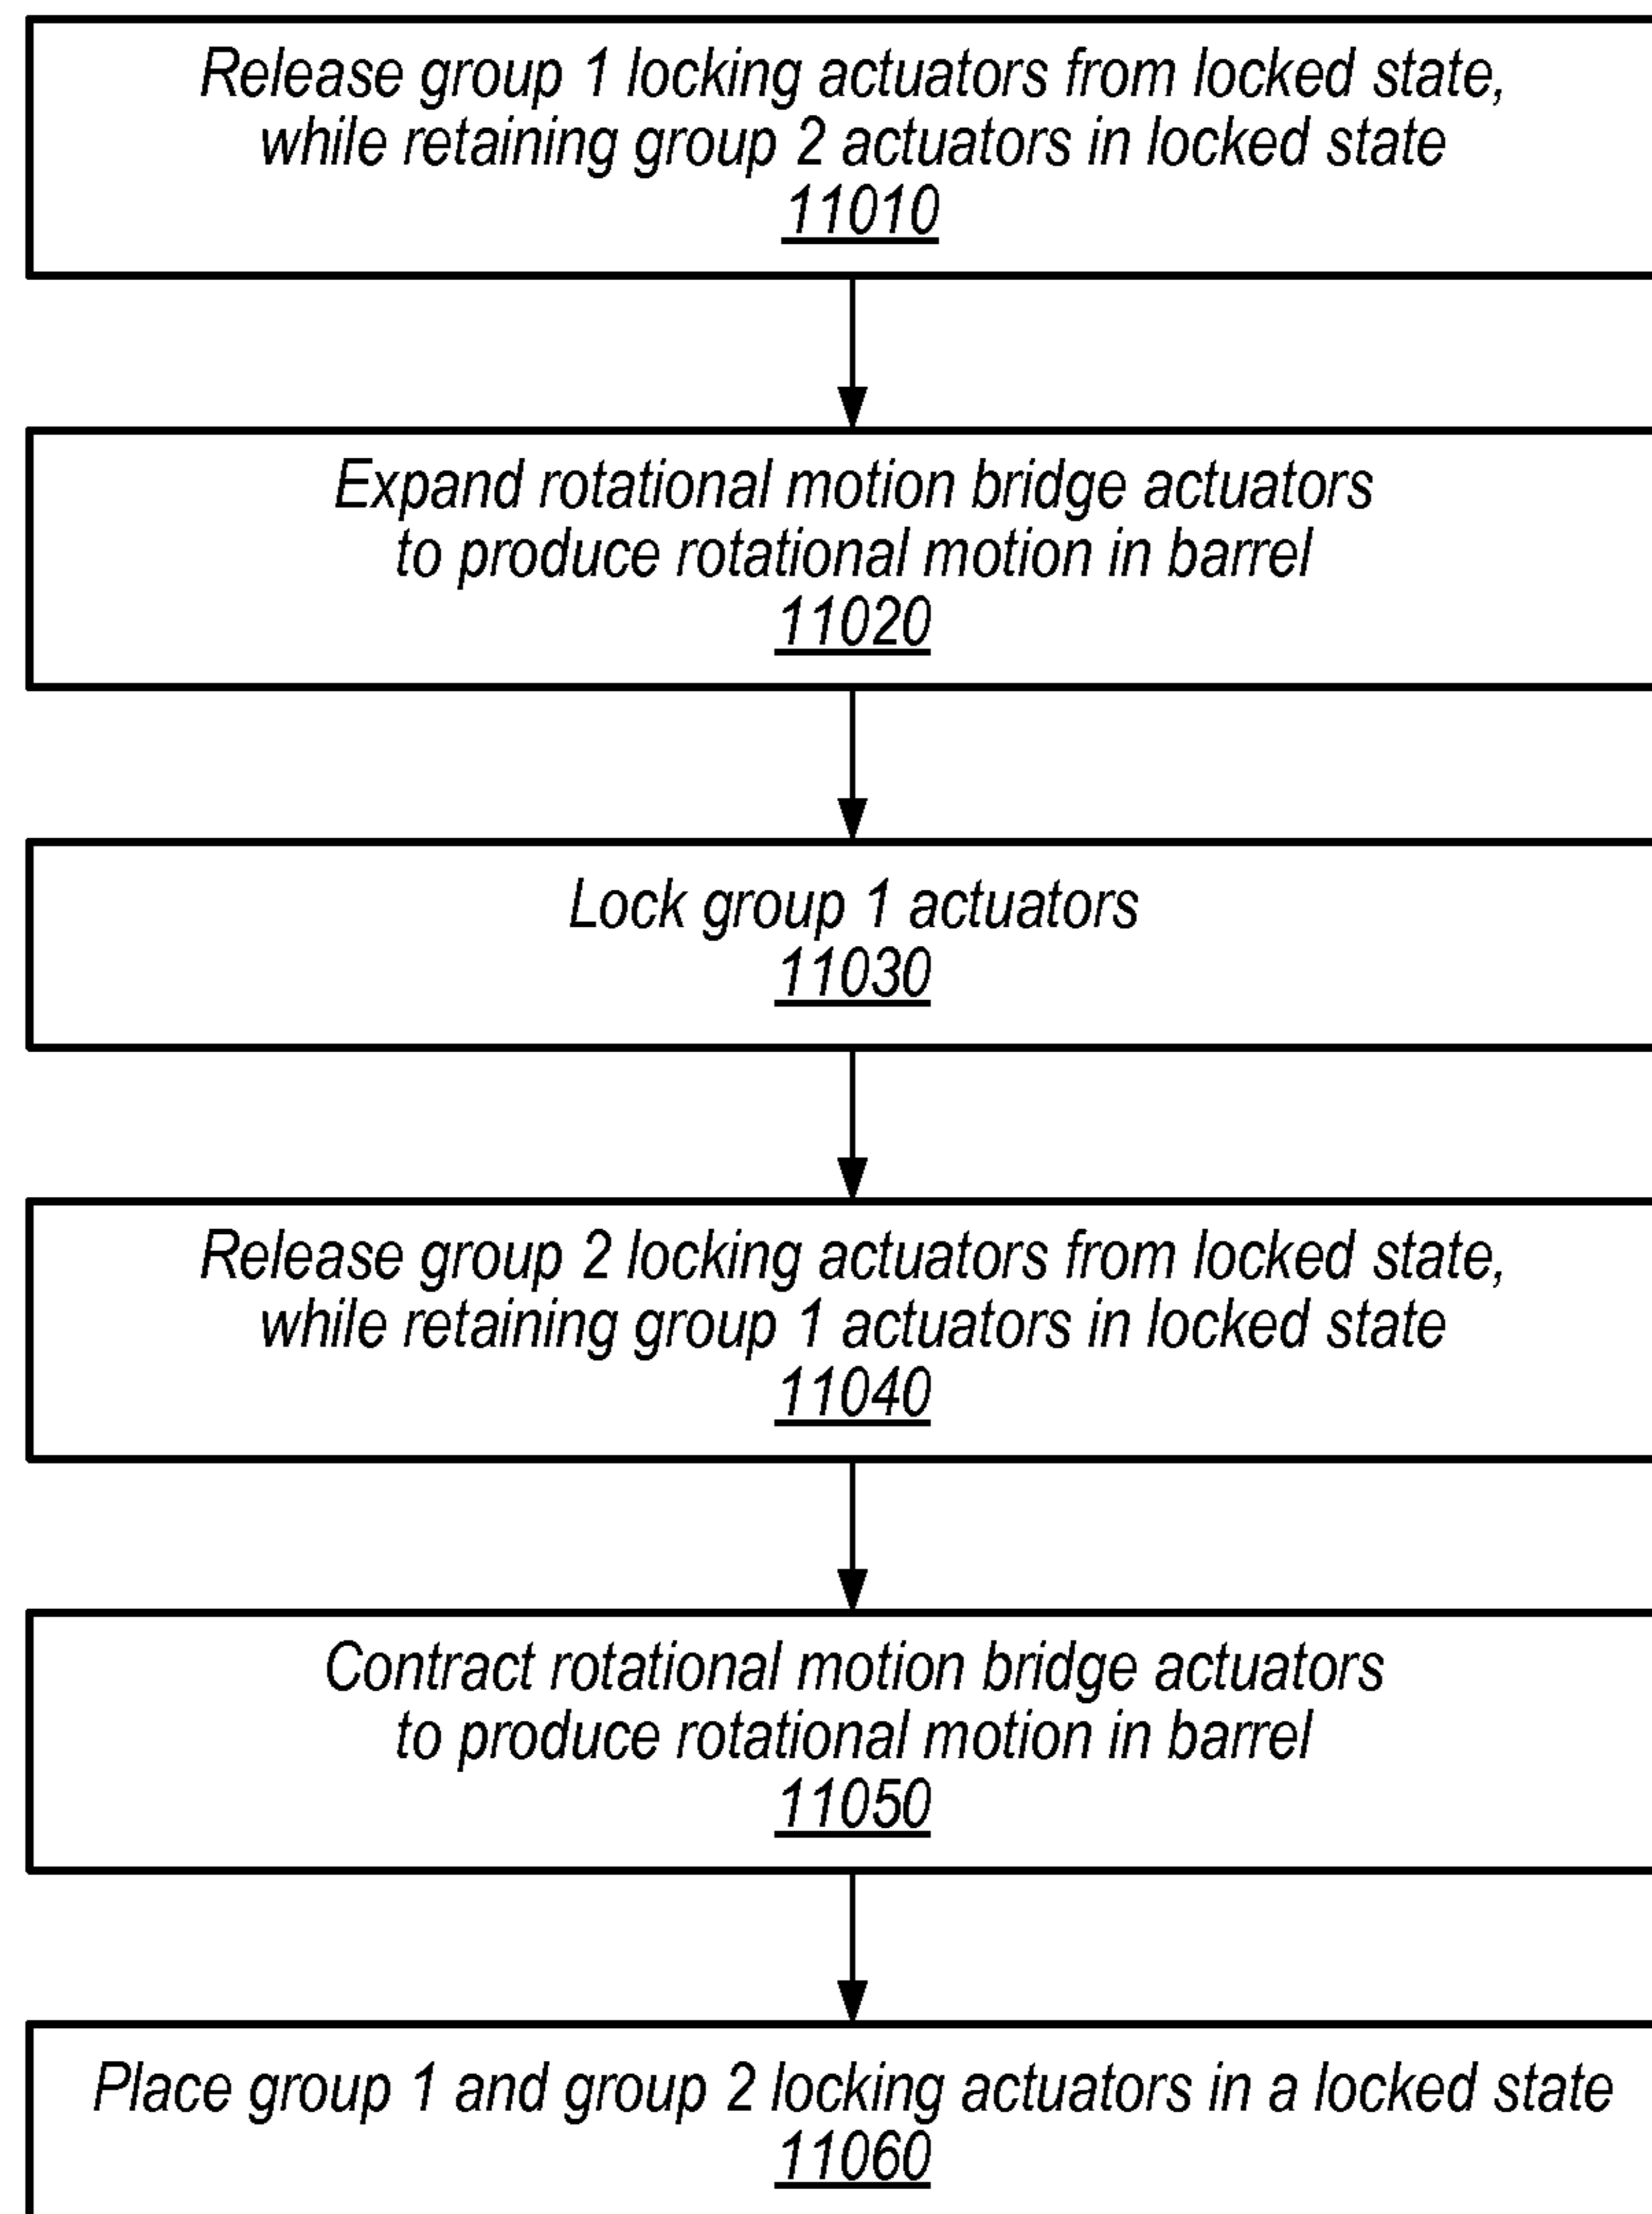 Release group 1 locking actuators from locked state,
while retaining group 2 actuators in locked state
11010
Expand rotational motion bridge actuators
to produce rotational motion in barrel
11020
Lock group 1 actuators
11030
Release group 2 locking actuators from locked state,
while retaining group 1 actuators in locked state
11040
Contract rotational motion bridge actuators
to produce rotational motion in barrel
11050
Place group 1 and group 2 locking actuators in a locked state
11060